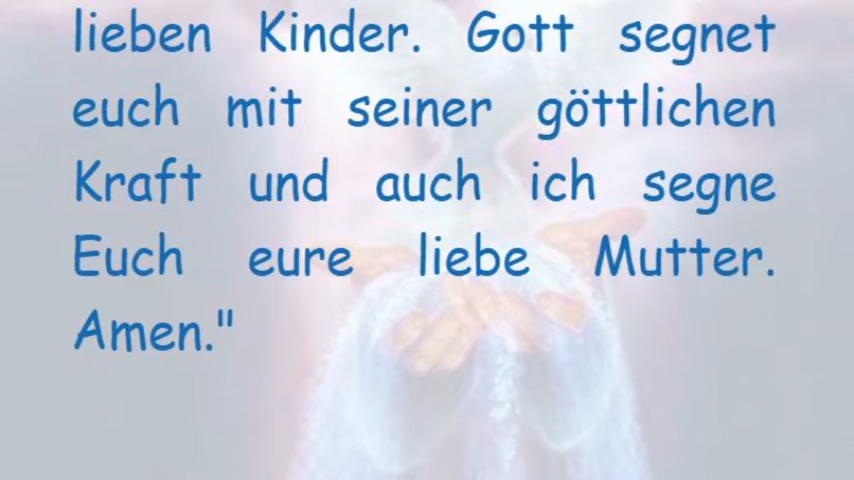 lieben Kinder. Gott segnet
euch mit seiner göttlichen
Kraft und auch ich segne
Euch eure liebe Mutter.
Amen."